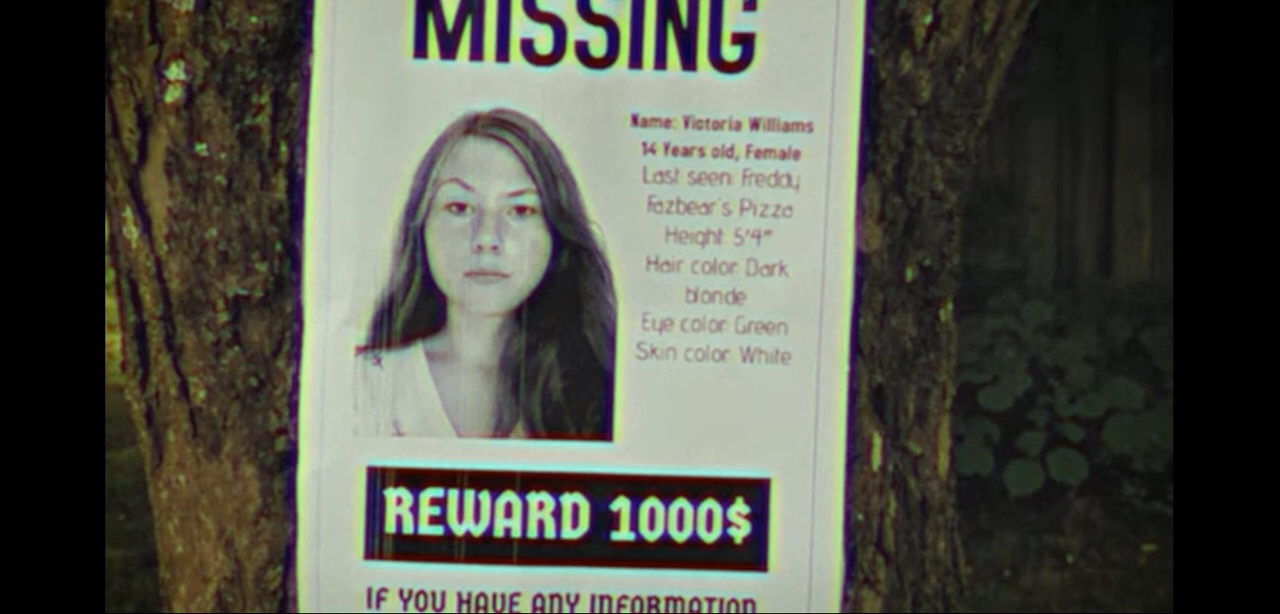 MISSING
Name: Victoria Williams
14 Years old, Female
Last seen: Freddy
Fazbear's Pizza
Height: 5'4"
Hair color: Dark
blonde
Eye color: Green
Skin color: White
REWARD 1000$
IF YOU HAVE ANY INFORMATION